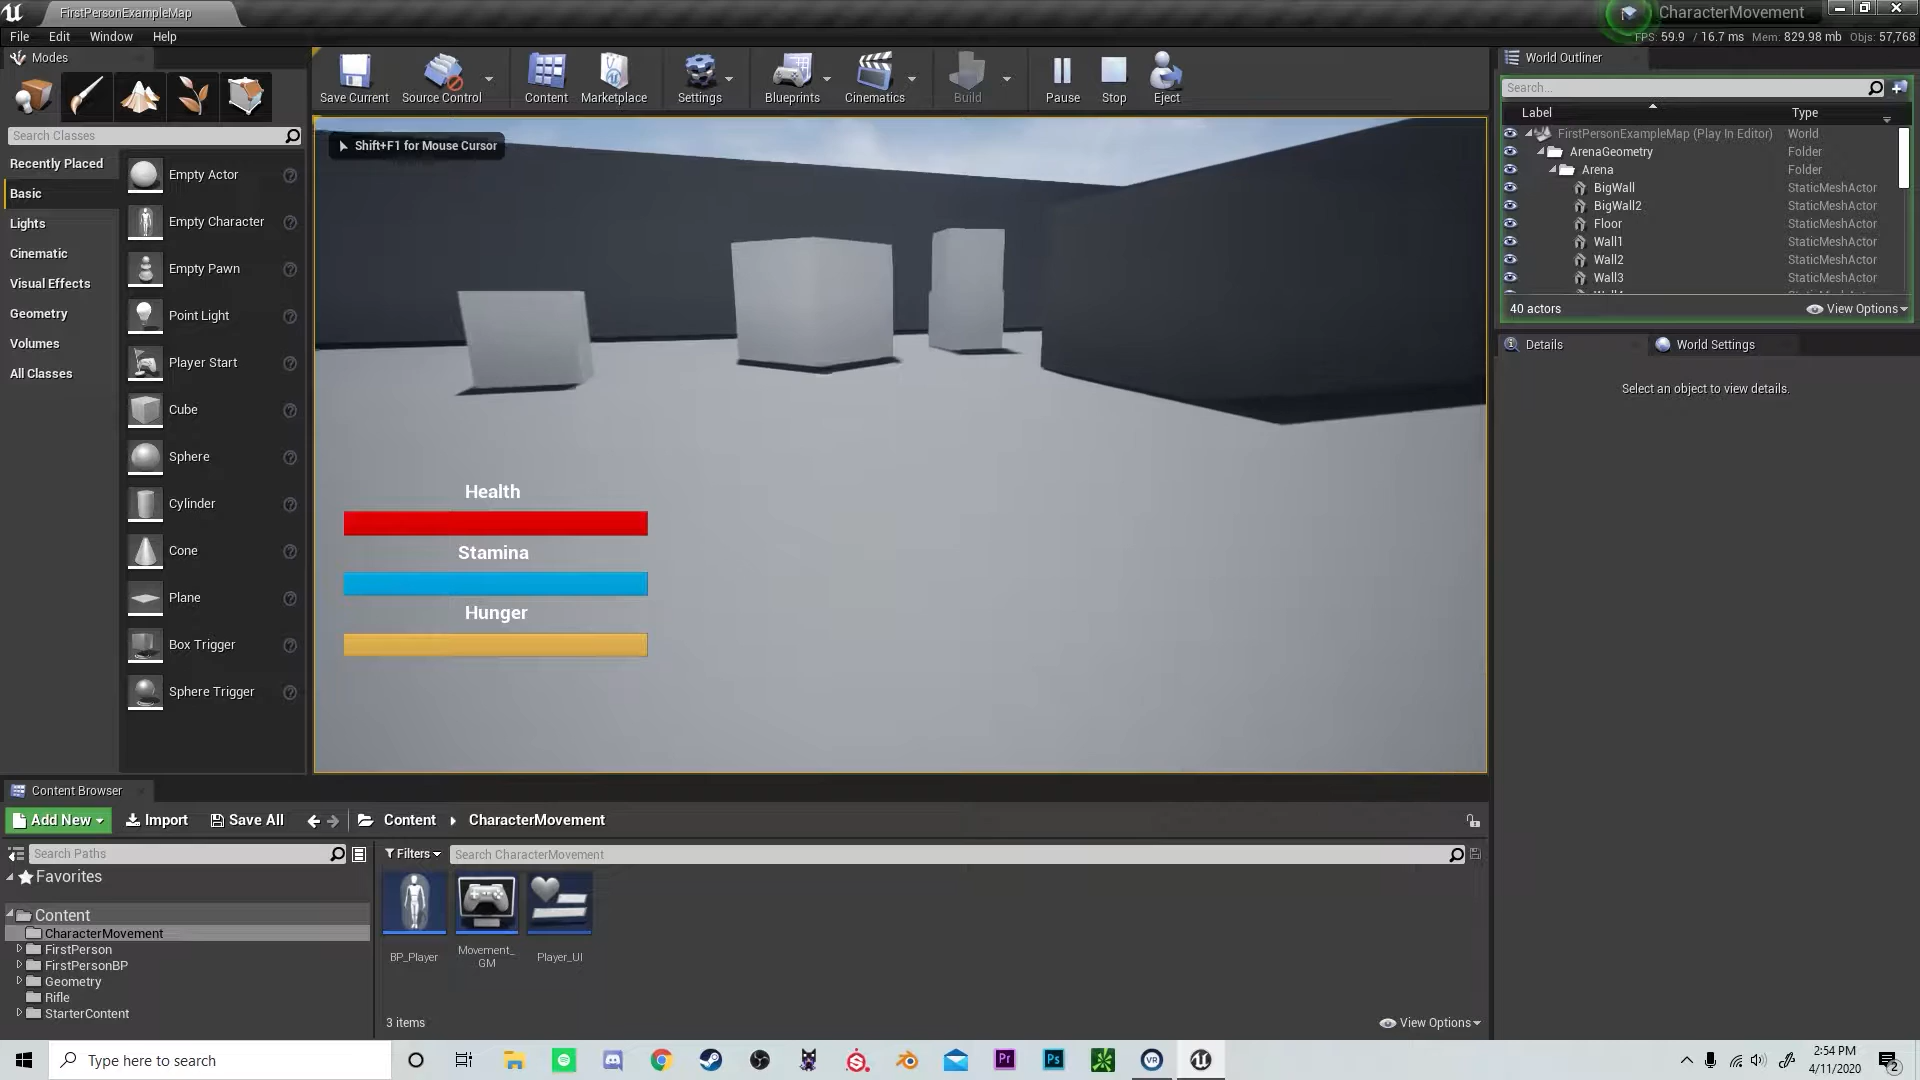 FirstPersonExampleMap
CharacterMovement
File Edit Window Help
FPS: 59.9 / 16.7 ms Mem: 829.98 mb Objs: 57,768
Modes
Save Current
Source Control
Content
Marketplace
Settings
Blueprints
Cinematics
Build
Pause
Stop
Eject
Search Classes
Recently Placed
Basic
Lights
Cinematic
Visual Effects
Geometry
Volumes
All Classes
Empty Actor
Empty Character
Empty Pawn
Point Light
Player Start
Cube
Sphere
Cylinder
Cone
Plane
Box Trigger
Sphere Trigger
Shift+F1 for Mouse Cursor
Health
Stamina
Hunger
World Outliner
Search...
Label Type
FirstPersonExampleMap (Play In Editor) World
ArenaGeometry Folder
Arena Folder
BigWall StaticMeshActor
BigWall2 StaticMeshActor
Floor StaticMeshActor
Wall1 StaticMeshActor
Wall2 StaticMeshActor
Wall3 StaticMeshActor
40 actors View Options
Details World Settings
Select an object to view details.
Content Browser
Add New Import Save All Content CharacterMovement
Search Paths
Favorites
Content
CharacterMovement
FirstPerson
FirstPersonBP
Geometry
Rifle
StarterContent
Filters Search CharacterMovement
BP_Player
Movement_
GM
Player_UI
3 items View Options
Type here to search
Pr
Ps
VR
2:54 PM
4/11/2020
2